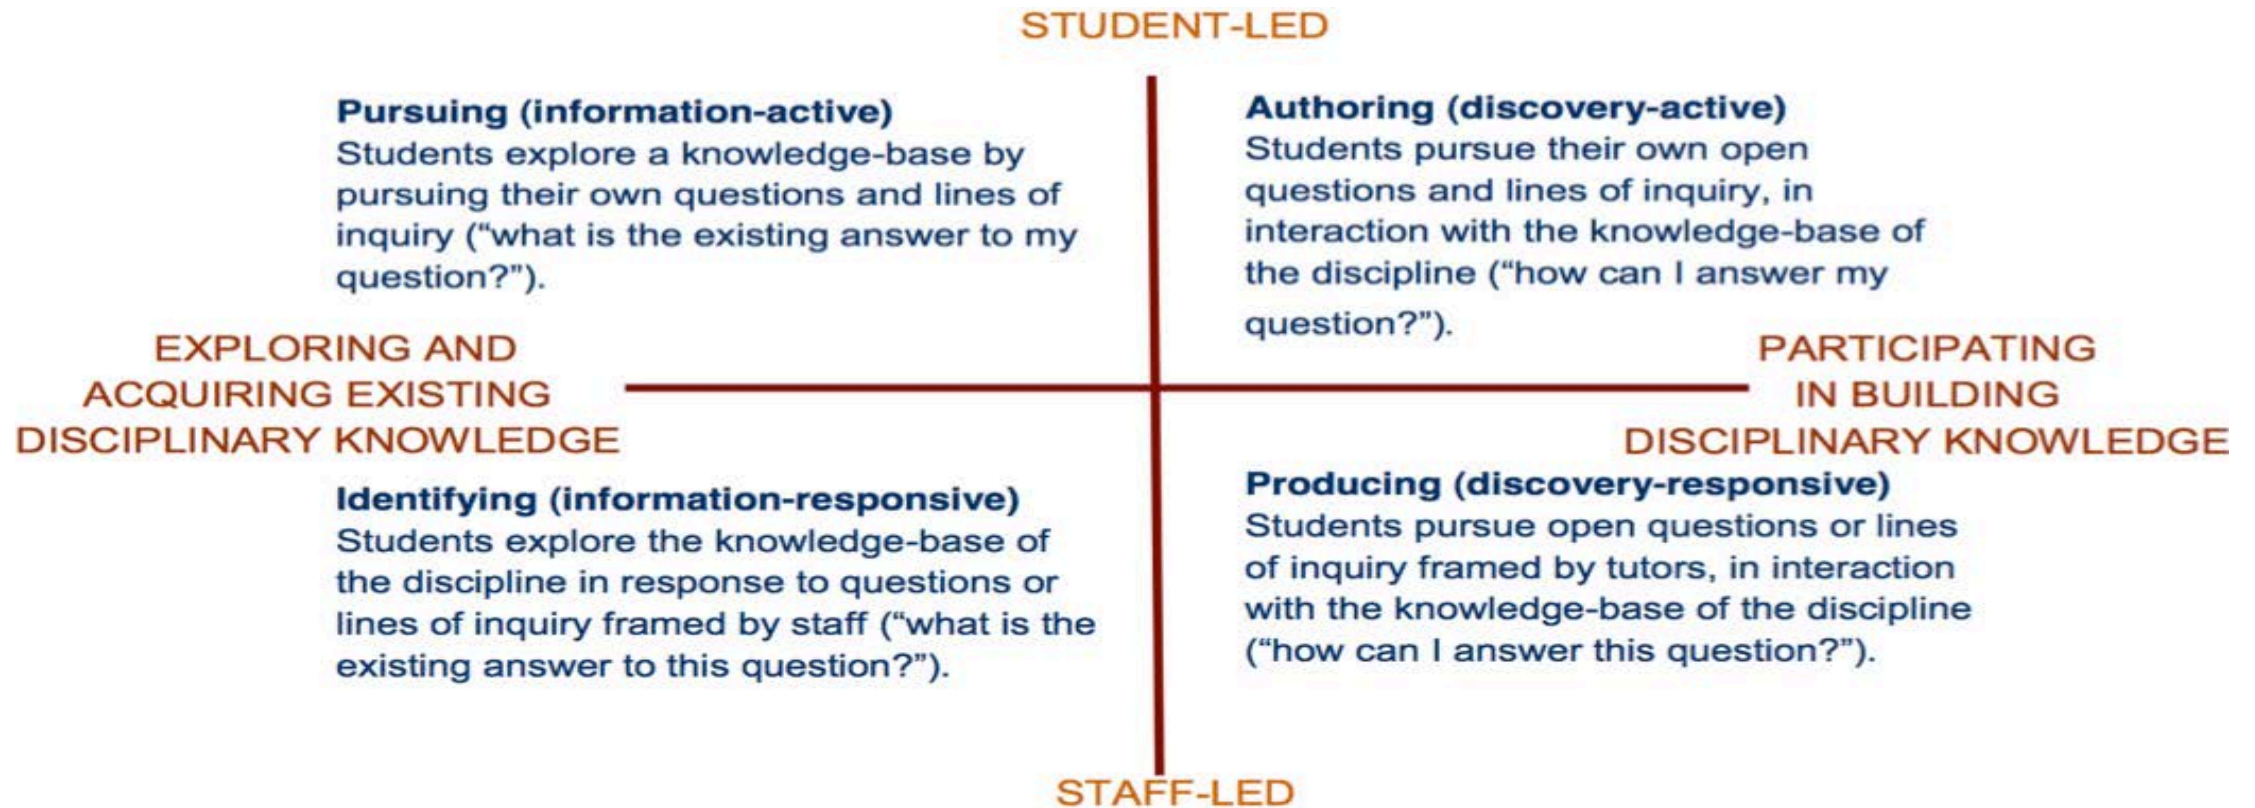 STUDENT-LED
Pursuing (information-active)
Students explore a knowledge-base by
pursuing their own questions and lines of
inquiry (“what is the existing answer to my
question?”).
Authoring (discovery-active)
Students pursue their own open
questions and lines of inquiry, in
interaction with the knowledge-base of
the discipline (“how can I answer my
question?”).
EXPLORING AND
ACQUIRING EXISTING
DISCIPLINARY KNOWLEDGE
PARTICIPATING
IN BUILDING
DISCIPLINARY KNOWLEDGE
Identifying (information-responsive)
Students explore the knowledge-base of
the discipline in response to questions or
lines of inquiry framed by staff (“what is the
existing answer to this question?”).
Producing (discovery-responsive)
Students pursue open questions or lines
of inquiry framed by tutors, in interaction
with the knowledge-base of the discipline
(“how can I answer this question?”).
STAFF-LED